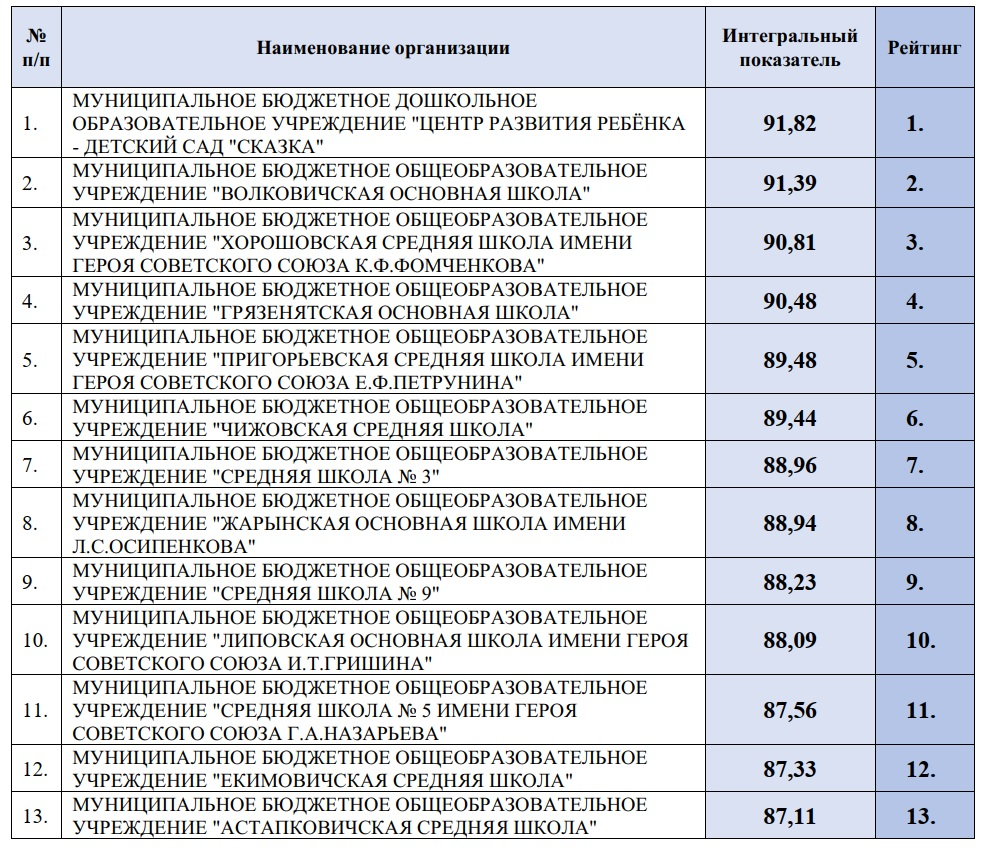 № п/п
Наименование организации
Интегральный показатель
Рейтинг
1.
МУНИЦИПАЛЬНОЕ БЮДЖЕТНОЕ ДОШКОЛЬНОЕ
ОБРАЗОВАТЕЛЬНОЕ УЧРЕЖДЕНИЕ "ЦЕНТР РАЗВИТИЯ РЕБЁНКА
- ДЕТСКИЙ САД "СКАЗКА"
91,82
1.
2.
МУНИЦИПАЛЬНОЕ БЮДЖЕТНОЕ ОБЩЕОБРАЗОВАТЕЛЬНОЕ
УЧРЕЖДЕНИЕ "ВОЛКОВИЧСКАЯ ОСНОВНАЯ ШКОЛА"
91,39
2.
3.
МУНИЦИПАЛЬНОЕ БЮДЖЕТНОЕ ОБЩЕОБРАЗОВАТЕЛЬНОЕ
УЧРЕЖДЕНИЕ "ХОРОШОВСКАЯ СРЕДНЯЯ ШКОЛА ИМЕНИ
ГЕРОЯ СОВЕТСКОГО СОЮЗА К.Ф.ФОМЧЕНКОВА"
90,81
3.
4.
МУНИЦИПАЛЬНОЕ БЮДЖЕТНОЕ ОБЩЕОБРАЗОВАТЕЛЬНОЕ
УЧРЕЖДЕНИЕ "ГРЯЗЕНЯТСКАЯ ОСНОВНАЯ ШКОЛА"
90,48
4.
5.
МУНИЦИПАЛЬНОЕ БЮДЖЕТНОЕ ОБЩЕОБРАЗОВАТЕЛЬНОЕ
УЧРЕЖДЕНИЕ "ПРИГОРЬЕВСКАЯ СРЕДНЯЯ ШКОЛА ИМЕНИ
ГЕРОЯ СОВЕТСКОГО СОЮЗА Е.Ф.ПЕТРУНИНА"
89,48
5.
6.
МУНИЦИПАЛЬНОЕ БЮДЖЕТНОЕ ОБЩЕОБРАЗОВАТЕЛЬНОЕ
УЧРЕЖДЕНИЕ "ЧИЖОВСКАЯ СРЕДНЯЯ ШКОЛА"
89,44
6.
7.
МУНИЦИПАЛЬНОЕ БЮДЖЕТНОЕ ОБЩЕОБРАЗОВАТЕЛЬНОЕ
УЧРЕЖДЕНИЕ "СРЕДНЯЯ ШКОЛА № 3"
88,96
7.
8.
МУНИЦИПАЛЬНОЕ БЮДЖЕТНОЕ ОБЩЕОБРАЗОВАТЕЛЬНОЕ
УЧРЕЖДЕНИЕ "ЖАРЫНСКАЯ ОСНОВНАЯ ШКОЛА ИМЕНИ
Л.С.ОСИПЕНКОВА"
88,94
8.
9.
МУНИЦИПАЛЬНОЕ БЮДЖЕТНОЕ ОБЩЕОБРАЗОВАТЕЛЬНОЕ
УЧРЕЖДЕНИЕ "СРЕДНЯЯ ШКОЛА № 9"
88,23
9.
10.
МУНИЦИПАЛЬНОЕ БЮДЖЕТНОЕ ОБЩЕОБРАЗОВАТЕЛЬНОЕ
УЧРЕЖДЕНИЕ "ЛИПОВСКАЯ ОСНОВНАЯ ШКОЛА ИМЕНИ ГЕРОЯ
СОВЕТСКОГО СОЮЗА И.Т.ГРИШИНА"
88,09
10.
11.
МУНИЦИПАЛЬНОЕ БЮДЖЕТНОЕ ОБЩЕОБРАЗОВАТЕЛЬНОЕ
УЧРЕЖДЕНИЕ "СРЕДНЯЯ ШКОЛА № 5 ИМЕНИ ГЕРОЯ
СОВЕТСКОГО СОЮЗА Г.А.НАЗАРЬЕВА"
87,56
11.
12.
МУНИЦИПАЛЬНОЕ БЮДЖЕТНОЕ ОБЩЕОБРАЗОВАТЕЛЬНОЕ
УЧРЕЖДЕНИЕ "ЕКИМОВИЧСКАЯ СРЕДНЯЯ ШКОЛА"
87,33
12.
13.
МУНИЦИПАЛЬНОЕ БЮДЖЕТНОЕ ОБЩЕОБРАЗОВАТЕЛЬНОЕ
УЧРЕЖДЕНИЕ "АСТАПКОВИЧСКАЯ СРЕДНЯЯ ШКОЛА"
87,11
13.